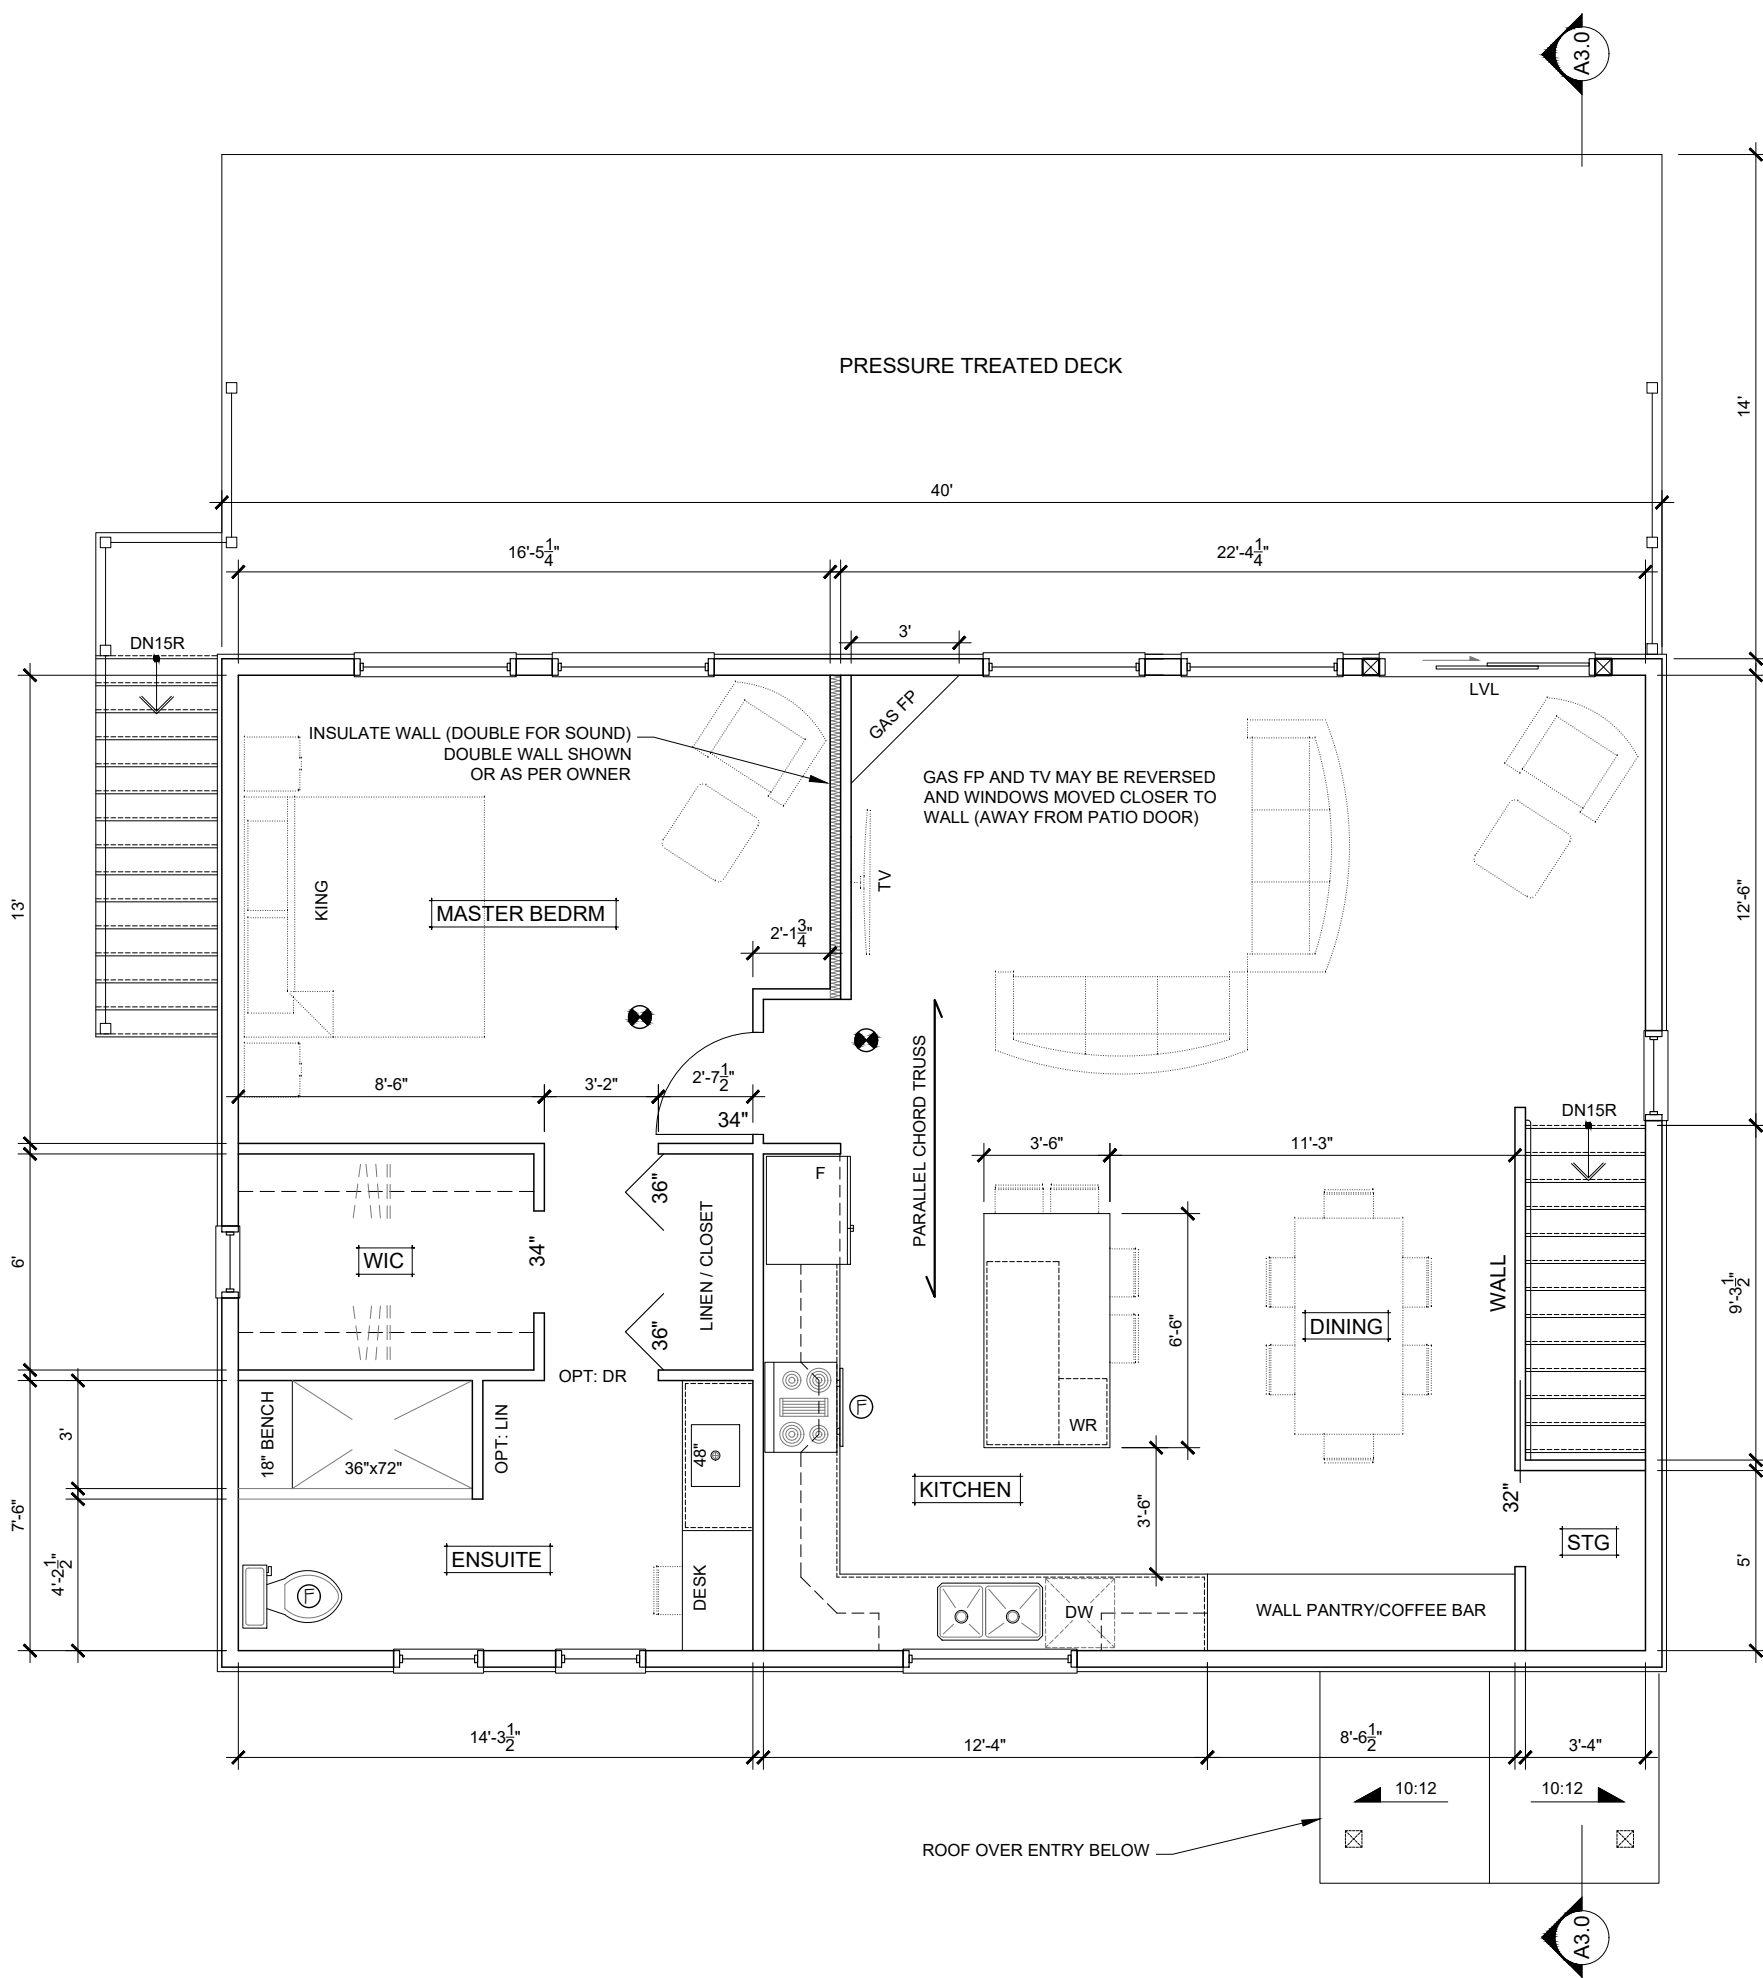 A3.0
PRESSURE TREATED DECK
14'
40'
16'-5 1/4"
22'-4 1/4"
3'
DN15R
LVL
GAS FP
INSULATE WALL (DOUBLE FOR SOUND)
DOUBLE WALL SHOWN
OR AS PER OWNER
GAS FP AND TV MAY BE REVERSED
AND WINDOWS MOVED CLOSER TO
WALL (AWAY FROM PATIO DOOR)
13'
KING
MASTER BEDRM
TV
12'-6"
2'-1 3/4"
PARALLEL CHORD TRUSS
8'-6"
3'-2"
2'-7 1/2"
34"
DN15R
3'-6"
11'-3"
F
36"
6'
WIC
34"
LINEN / CLOSET
36"
WALL
9'-3 1/2"
6'-6"
DINING
OPT: DR
18" BENCH
36"x72"
OPT: LIN
48"
F
WR
3'
7'-6"
4'-2 1/2"
KITCHEN
3'-6"
32"
STG
5'
ENSUITE
F
DESK
DW
WALL PANTRY/COFFEE BAR
14'-3 1/2"
12'-4"
8'-6 1/2"
3'-4"
10:12
10:12
ROOF OVER ENTRY BELOW
A3.0